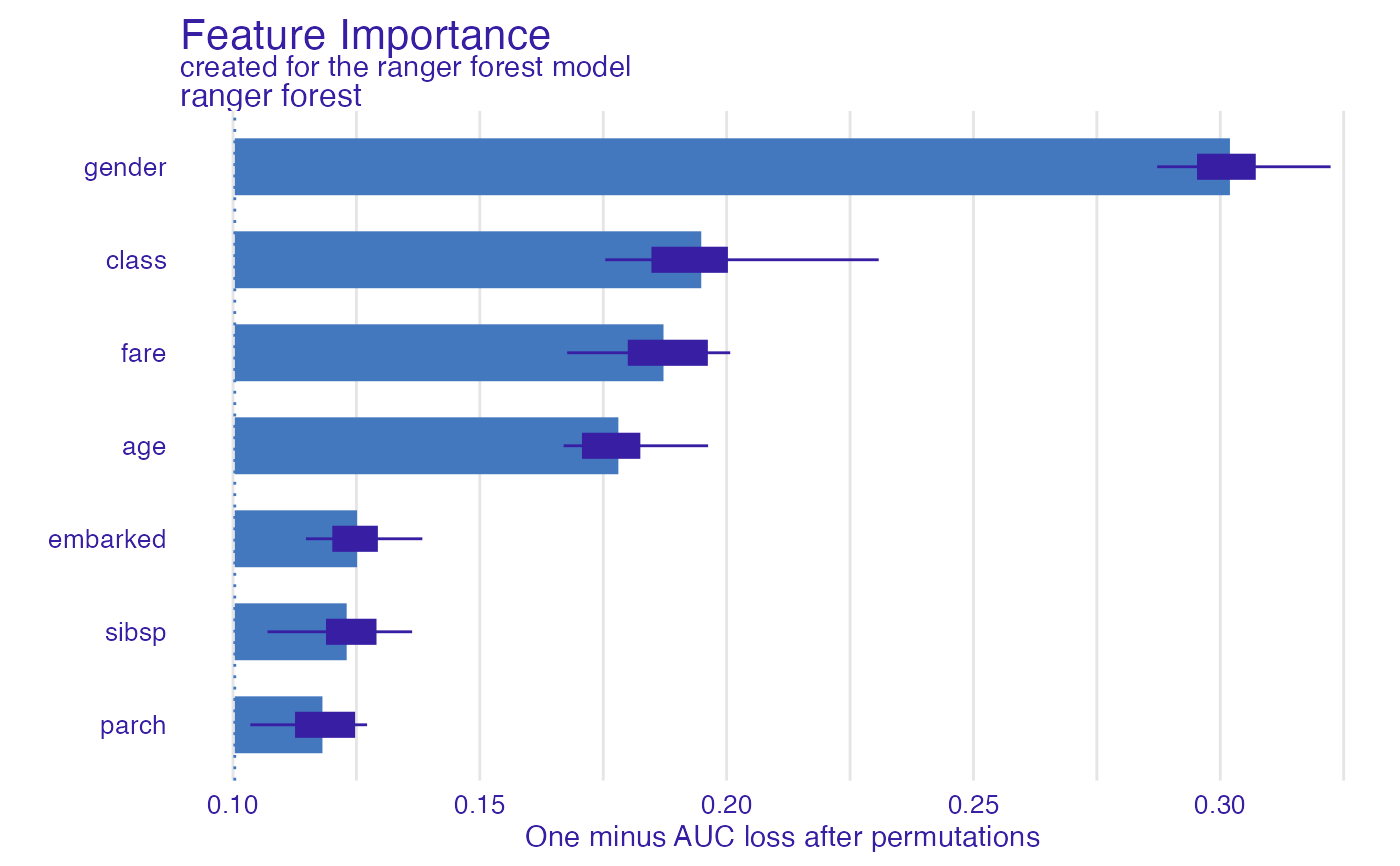 Feature Importance
created for the ranger forest model
ranger forest
gender
class
fare
age
embarked
sibsp
parch
0.10 0.15 0.20 0.25 0.30
One minus AUC loss after permutations